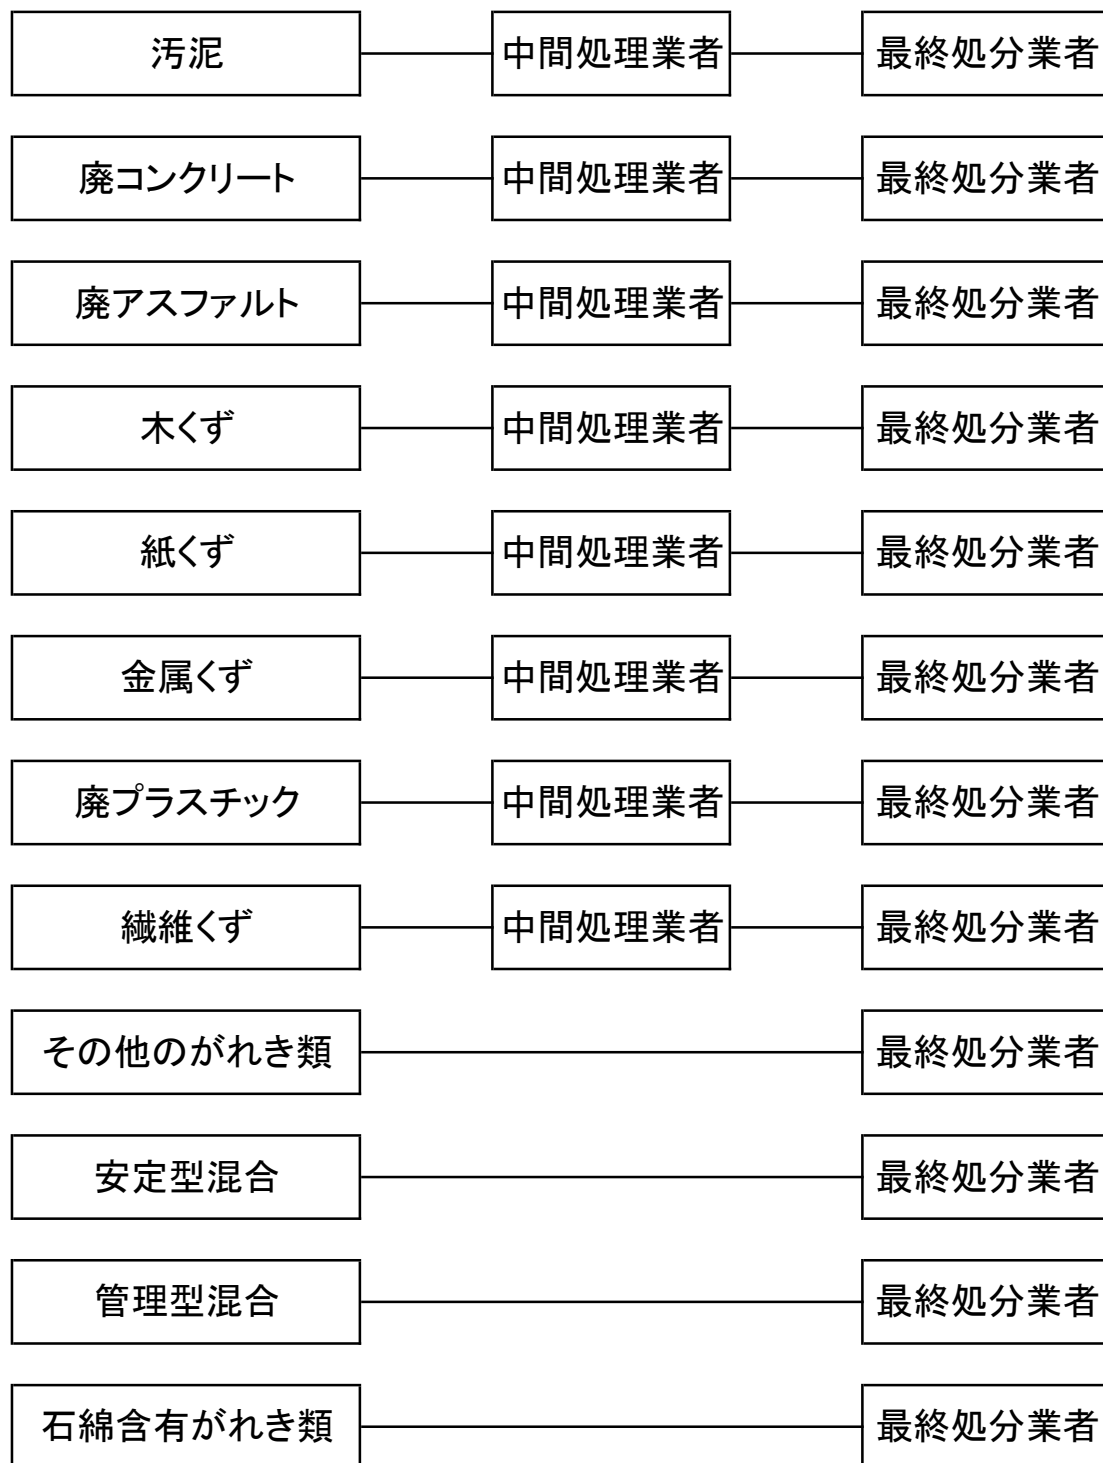 汚泥 中間処理業者 最終処分業者
廃コンクリート 中間処理業者 最終処分業者
廃アスファルト 中間処理業者 最終処分業者
木くず 中間処理業者 最終処分業者
紙くず 中間処理業者 最終処分業者
金属くず 中間処理業者 最終処分業者
廃プラスチック 中間処理業者 最終処分業者
繊維くず 中間処理業者 最終処分業者
その他のがれき類 最終処分業者
安定型混合 最終処分業者
管理型混合 最終処分業者
石綿含有がれき類 最終処分業者